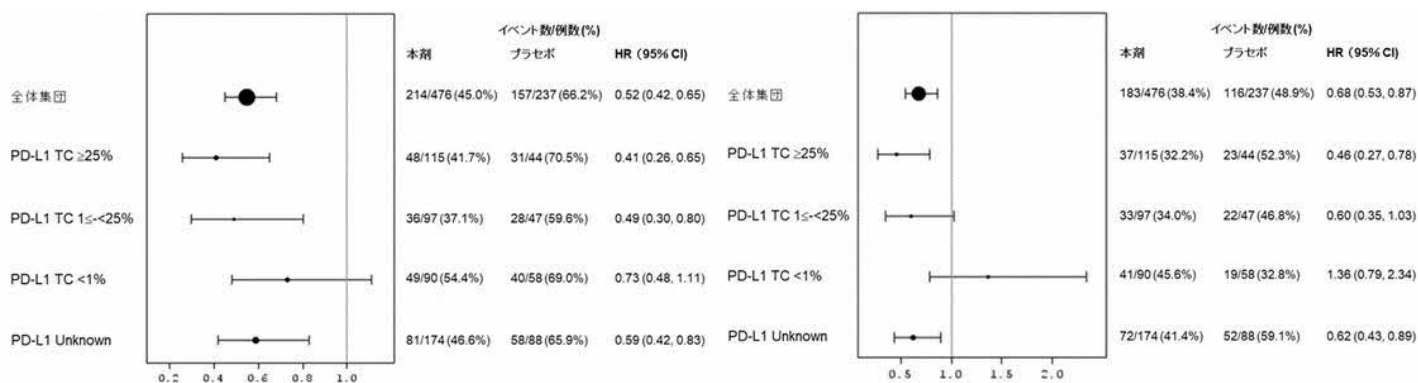 イベント数/例数(%)
本剤 プラセボ HR (95% CI)
全体集団 214/476 (45.0%) 157/237 (66.2%) 0.52 (0.42, 0.65)
PD-L1 TC ≥25% 48/115 (41.7%) 31/44 (70.5%) 0.41 (0.26, 0.65)
PD-L1 TC 1≤-<25% 36/97 (37.1%) 28/47 (59.6%) 0.49 (0.30, 0.80)
PD-L1 TC <1% 49/90 (54.4%) 40/58 (69.0%) 0.73 (0.48, 1.11)
PD-L1 Unknown 81/174 (46.6%) 58/88 (65.9%) 0.59 (0.42, 0.83)
0.2 0.4 0.6 0.8 1.0
イベント数/例数(%)
本剤 プラセボ HR (95% CI)
全体集団 183/476 (38.4%) 116/237 (48.9%) 0.68 (0.53, 0.87)
PD-L1 TC ≥25% 37/115 (32.2%) 23/44 (52.3%) 0.46 (0.27, 0.78)
PD-L1 TC 1≤-<25% 33/97 (34.0%) 22/47 (46.8%) 0.60 (0.35, 1.03)
PD-L1 TC <1% 41/90 (45.6%) 19/58 (32.8%) 1.36 (0.79, 2.34)
PD-L1 Unknown 72/174 (41.4%) 52/88 (59.1%) 0.62 (0.43, 0.89)
0.5 1.0 1.5 2.0